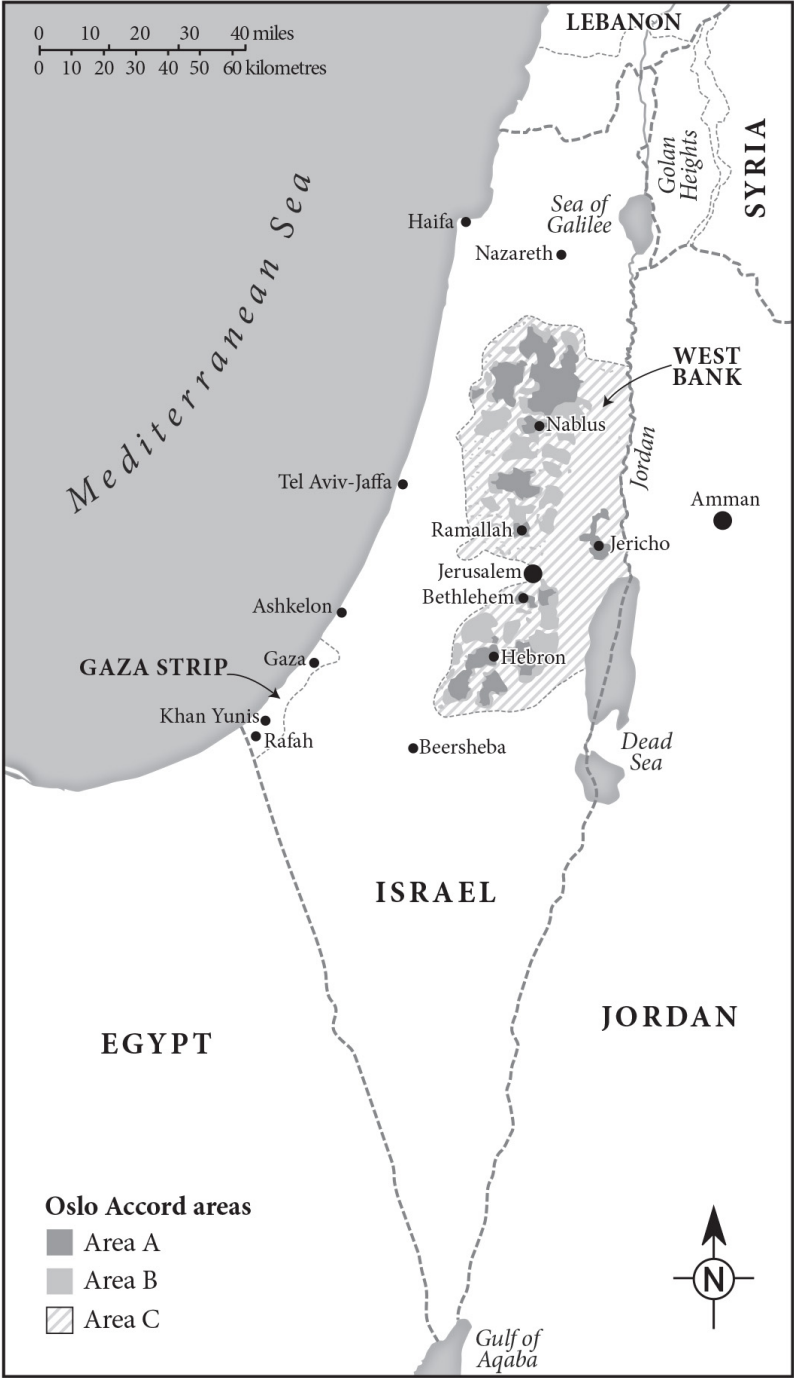 LEBANON
0 10 20 30 40 miles
0 10 20 30 40 50 60 kilometres
SYRIA
Golan
Heights
Mediterranean Sea
Sea of
Galilee
Haifa
Nazareth
WEST
BANK
Nablus
Jordan
Tel Aviv-Jaffa
Amman
Ramallah
Jericho
Jerusalem
Bethlehem
Ashkelon
Gaza
Hebron
GAZA STRIP
Khan Yunis
Rafah
Beersheba
Dead
Sea
ISRAEL
JORDAN
EGYPT
Oslo Accord areas
Area A
Area B
Area C
N
Gulf of
Aqaba